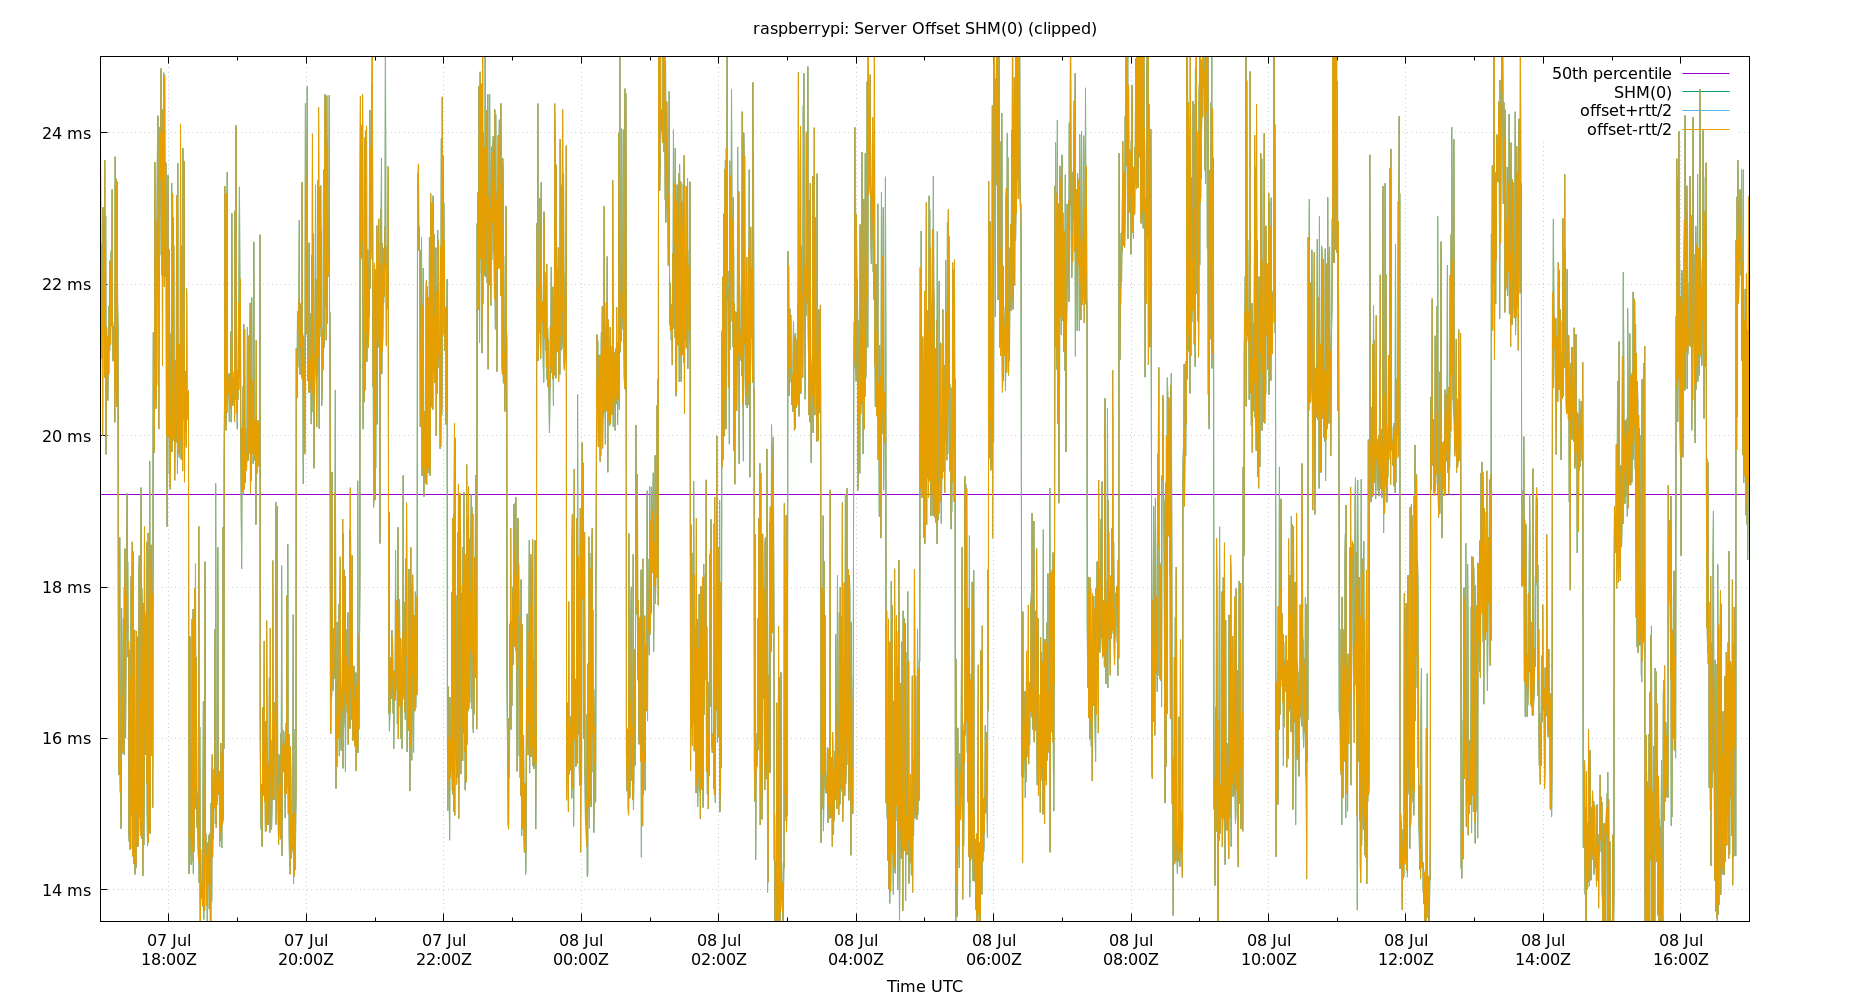 raspberrypi: Server Offset SHM(0) (clipped)
50th percentile
SHM(0)
offset+rtt/2
offset-rtt/2
24 ms
22 ms
20 ms
18 ms
16 ms
14 ms
07 Jul 07 Jul 07 Jul 08 Jul 08 Jul 08 Jul 08 Jul 08 Jul 08 Jul 08 Jul 08 Jul 08 Jul
18:00Z 20:00Z 22:00Z 00:00Z 02:00Z 04:00Z 06:00Z 08:00Z 10:00Z 12:00Z 14:00Z 16:00Z
Time UTC